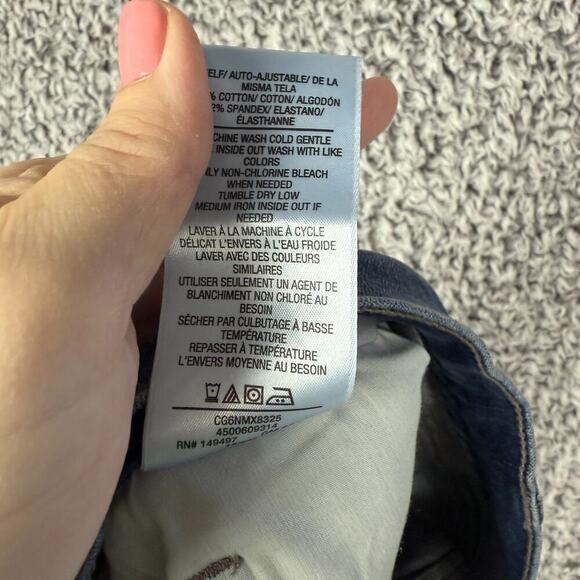 AUTO-AJUSTABLE/ DE LA
MISMA TELA
% COTTON/ COTON/ ALGODÓN
2% SPANDEX/ ELASTANO/
ÉLASTHANNE
CHINE WASH COLD GENTLE
INSIDE OUT WASH WITH LIKE
COLORS
NLY NON-CHLORINE BLEACH
WHEN NEEDED
TUMBLE DRY LOW
MEDIUM IRON INSIDE OUT IF
NEEDED
LAVER À LA MACHINE À CYCLE
DÉLICAT L'ENVERS À L'EAU FROIDE
LAVER AVEC DES COULEURS
SIMILAIRES
UTILISER SEULEMENT UN AGENT DE
BLANCHIMENT NON CHLORÉ AU
BESOIN
SÉCHER PAR CULBUTAGE À BASSE
TEMPÉRATURE
REPASSER À TEMPÉRATURE
L'ENVERS MOYENNE AU BESOIN
CG6NMX8325
4500609314
RN# 149497